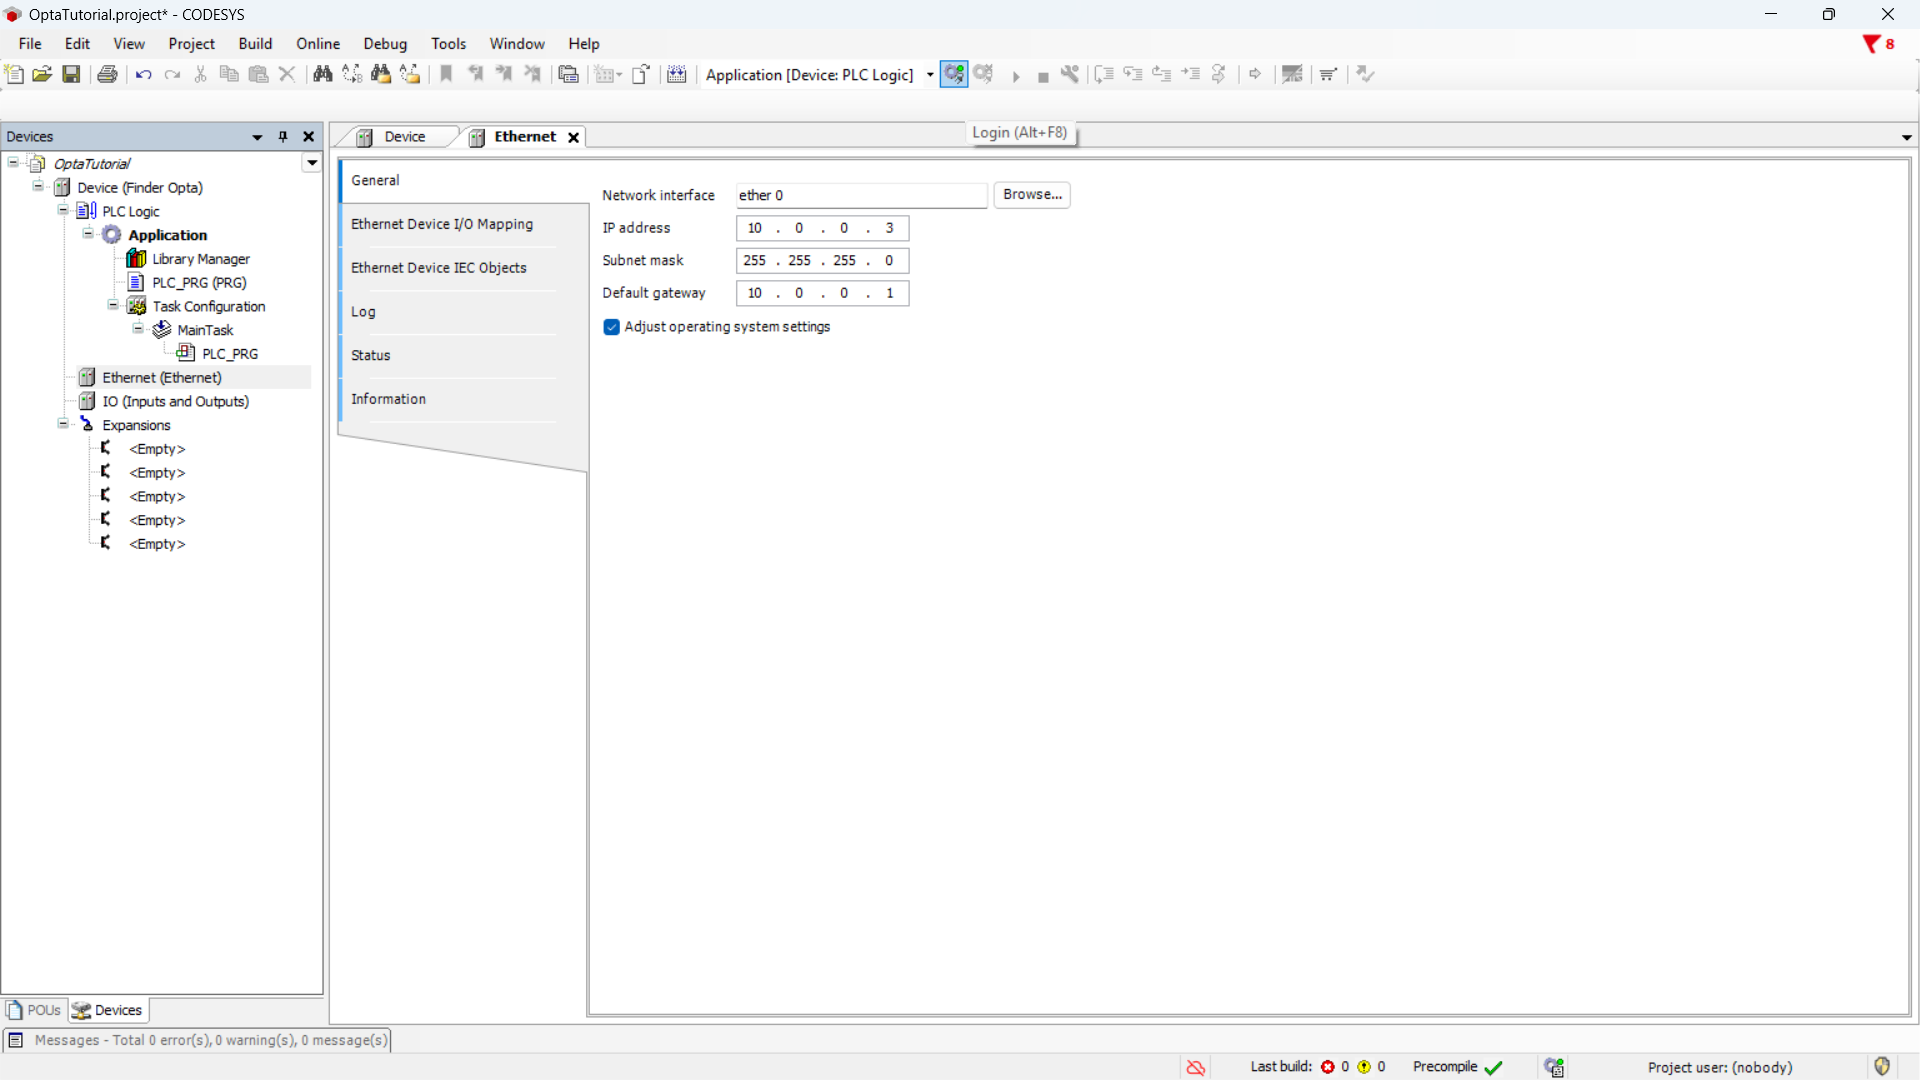 OptaTutorial.project* - CODESYS
File Edit View Project Build Online Debug Tools Window Help
8
Application [Device: PLC Logic]
Login (Alt+F8)
Devices
OptaTutorial
Device (Finder Opta)
PLC Logic
Application
Library Manager
PLC_PRG (PRG)
Task Configuration
MainTask
PLC_PRG
Ethernet (Ethernet)
IO (Inputs and Outputs)
Expansions
<Empty>
<Empty>
<Empty>
<Empty>
<Empty>
POUs Devices
Device Ethernet
General
Ethernet Device I/O Mapping
Ethernet Device IEC Objects
Log
Status
Information
Network interface ether 0 Browse...
IP address 10 . 0 . 0 . 3
Subnet mask 255 . 255 . 255 . 0
Default gateway 10 . 0 . 0 . 1
Adjust operating system settings
Messages - Total 0 error(s), 0 warning(s), 0 message(s)
Last build: 0 0 Precompile Project user: (nobody)